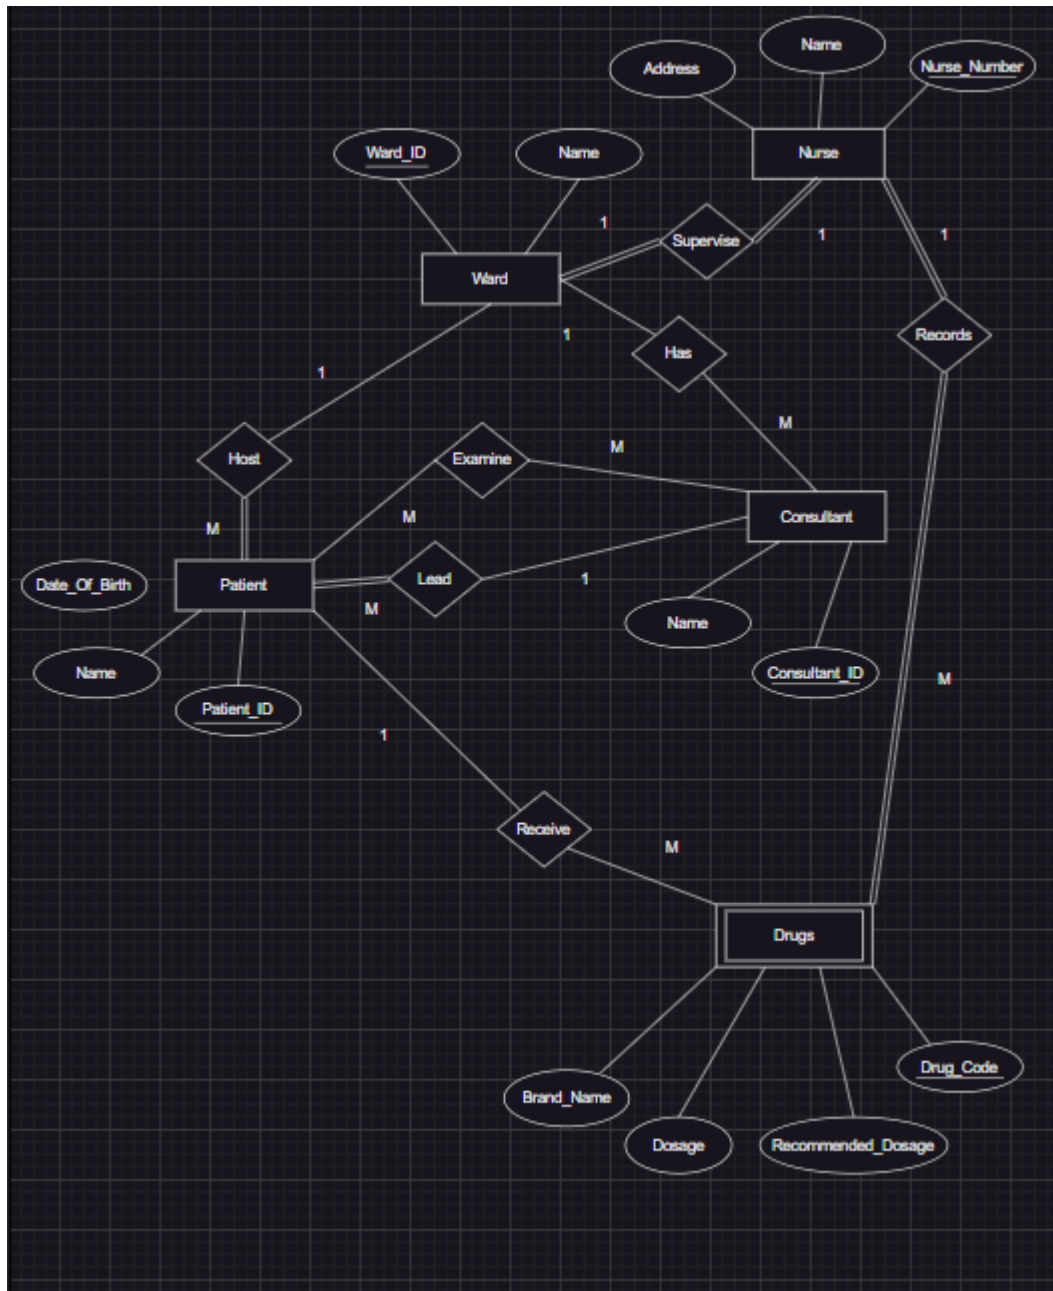 Name
Address
Nurse_Number
Ward_ID
Name
Nurse
1
Supervise
1
1
Ward
1
Has
Records
1
M
Host
Examine
M
M
M
Consultant
M
Date_Of_Birth
Patient
Lead
1
M
Name
Name
Consultant_ID
M
Patient_ID
1
Receive
M
Drugs
Drug_Code
Brand_Name
Dosage
Recommended_Dosage